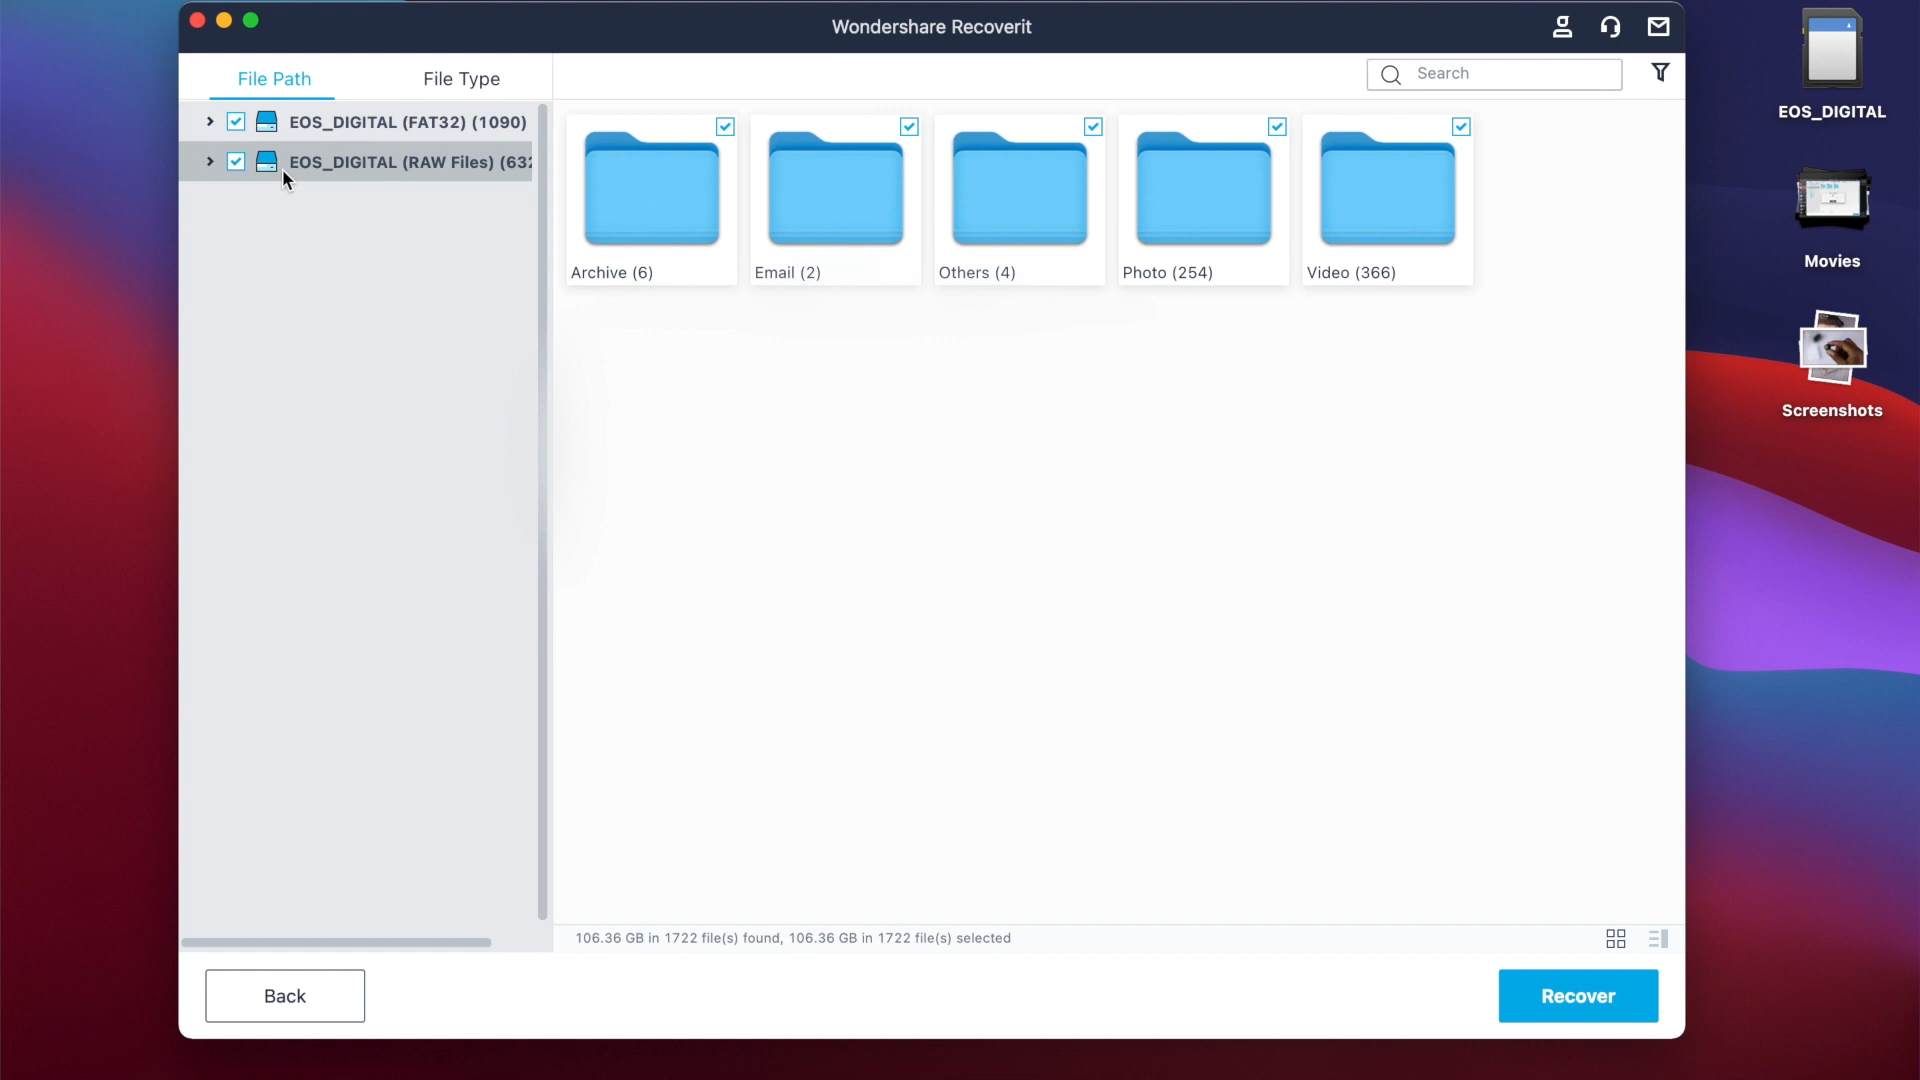 Wondershare Recoverit
File Path
File Type
Search
EOS_DIGITAL (FAT32) (1090)
EOS_DIGITAL (RAW Files) (632
Archive (6)
Email (2)
Others (4)
Photo (254)
Video (366)
106.36 GB in 1722 file(s) found, 106.36 GB in 1722 file(s) selected
Back
Recover
EOS_DIGITAL
Movies
Screenshots